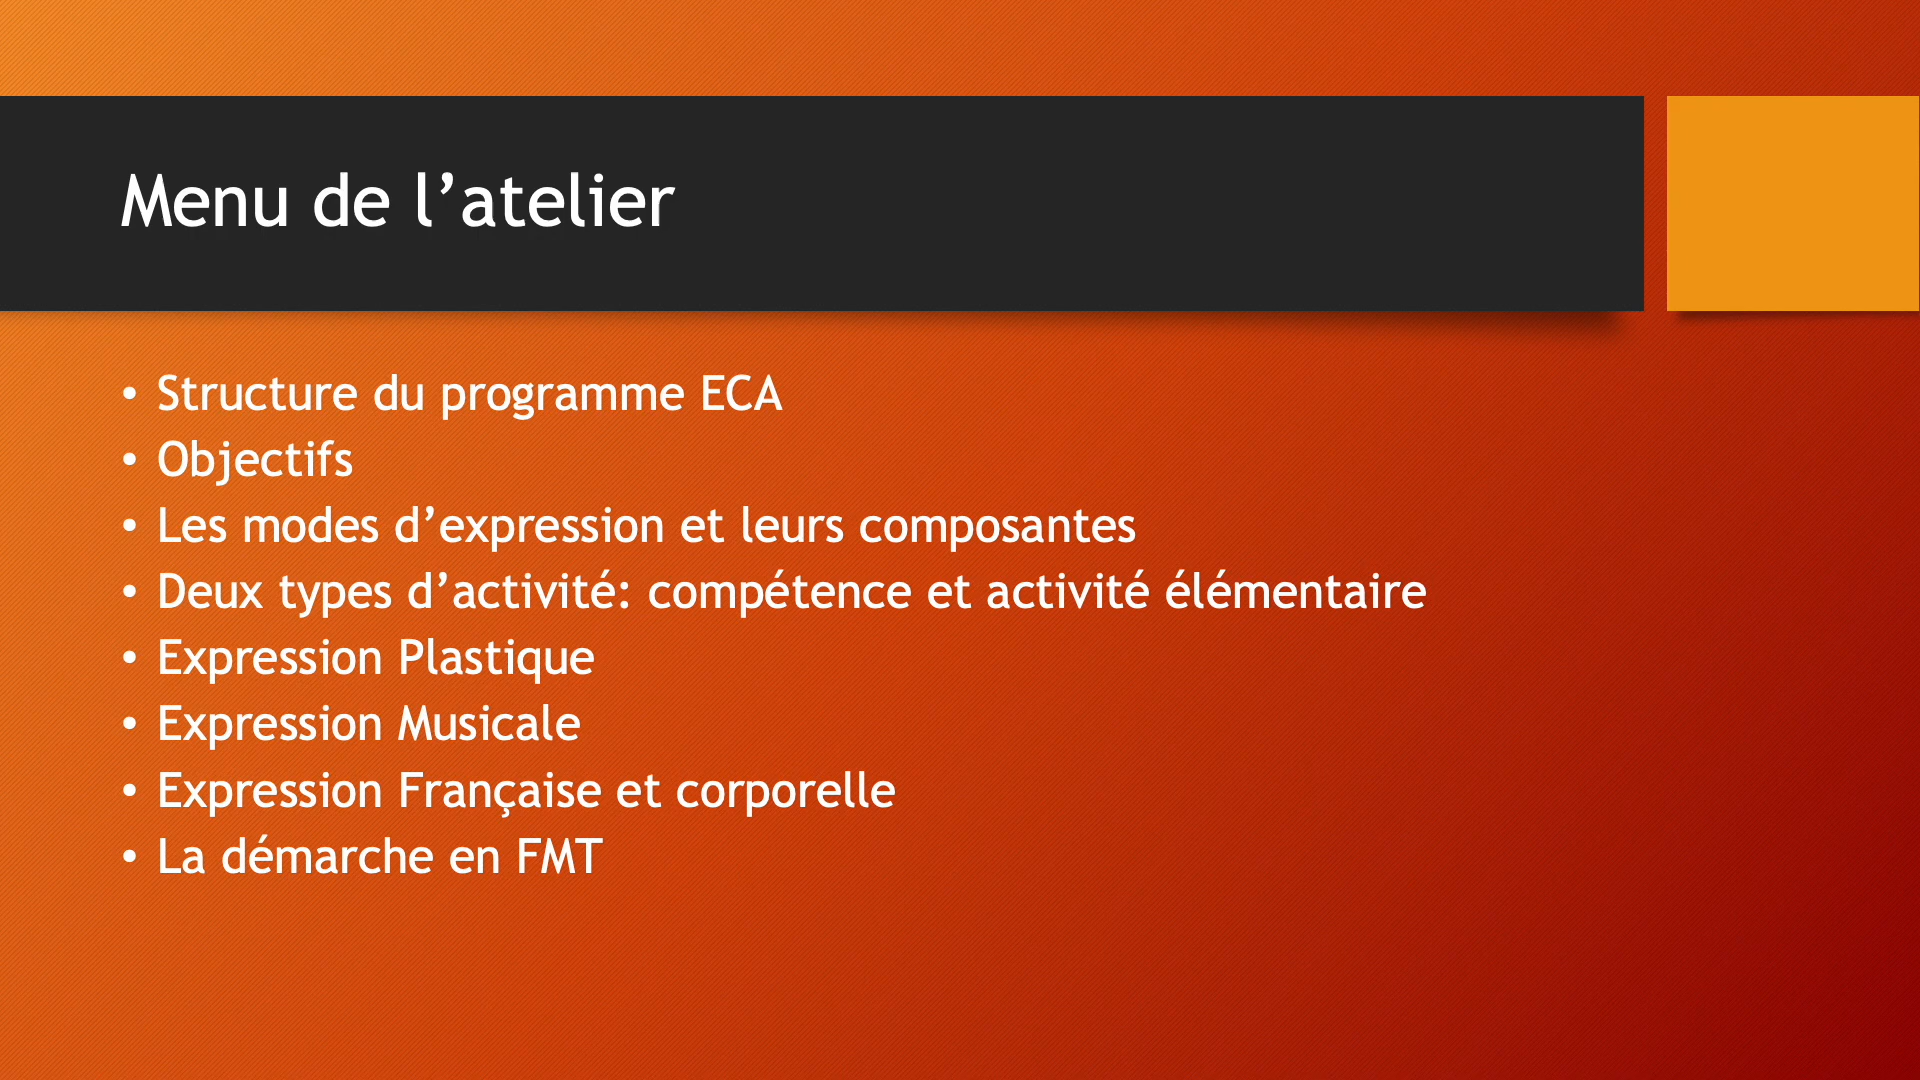 Menu de l’atelier
• Structure du programme ECA
• Objectifs
• Les modes d’expression et leurs composantes
• Deux types d’activité: compétence et activité élémentaire
• Expression Plastique
• Expression Musicale
• Expression Française et corporelle
• La démarche en FMT